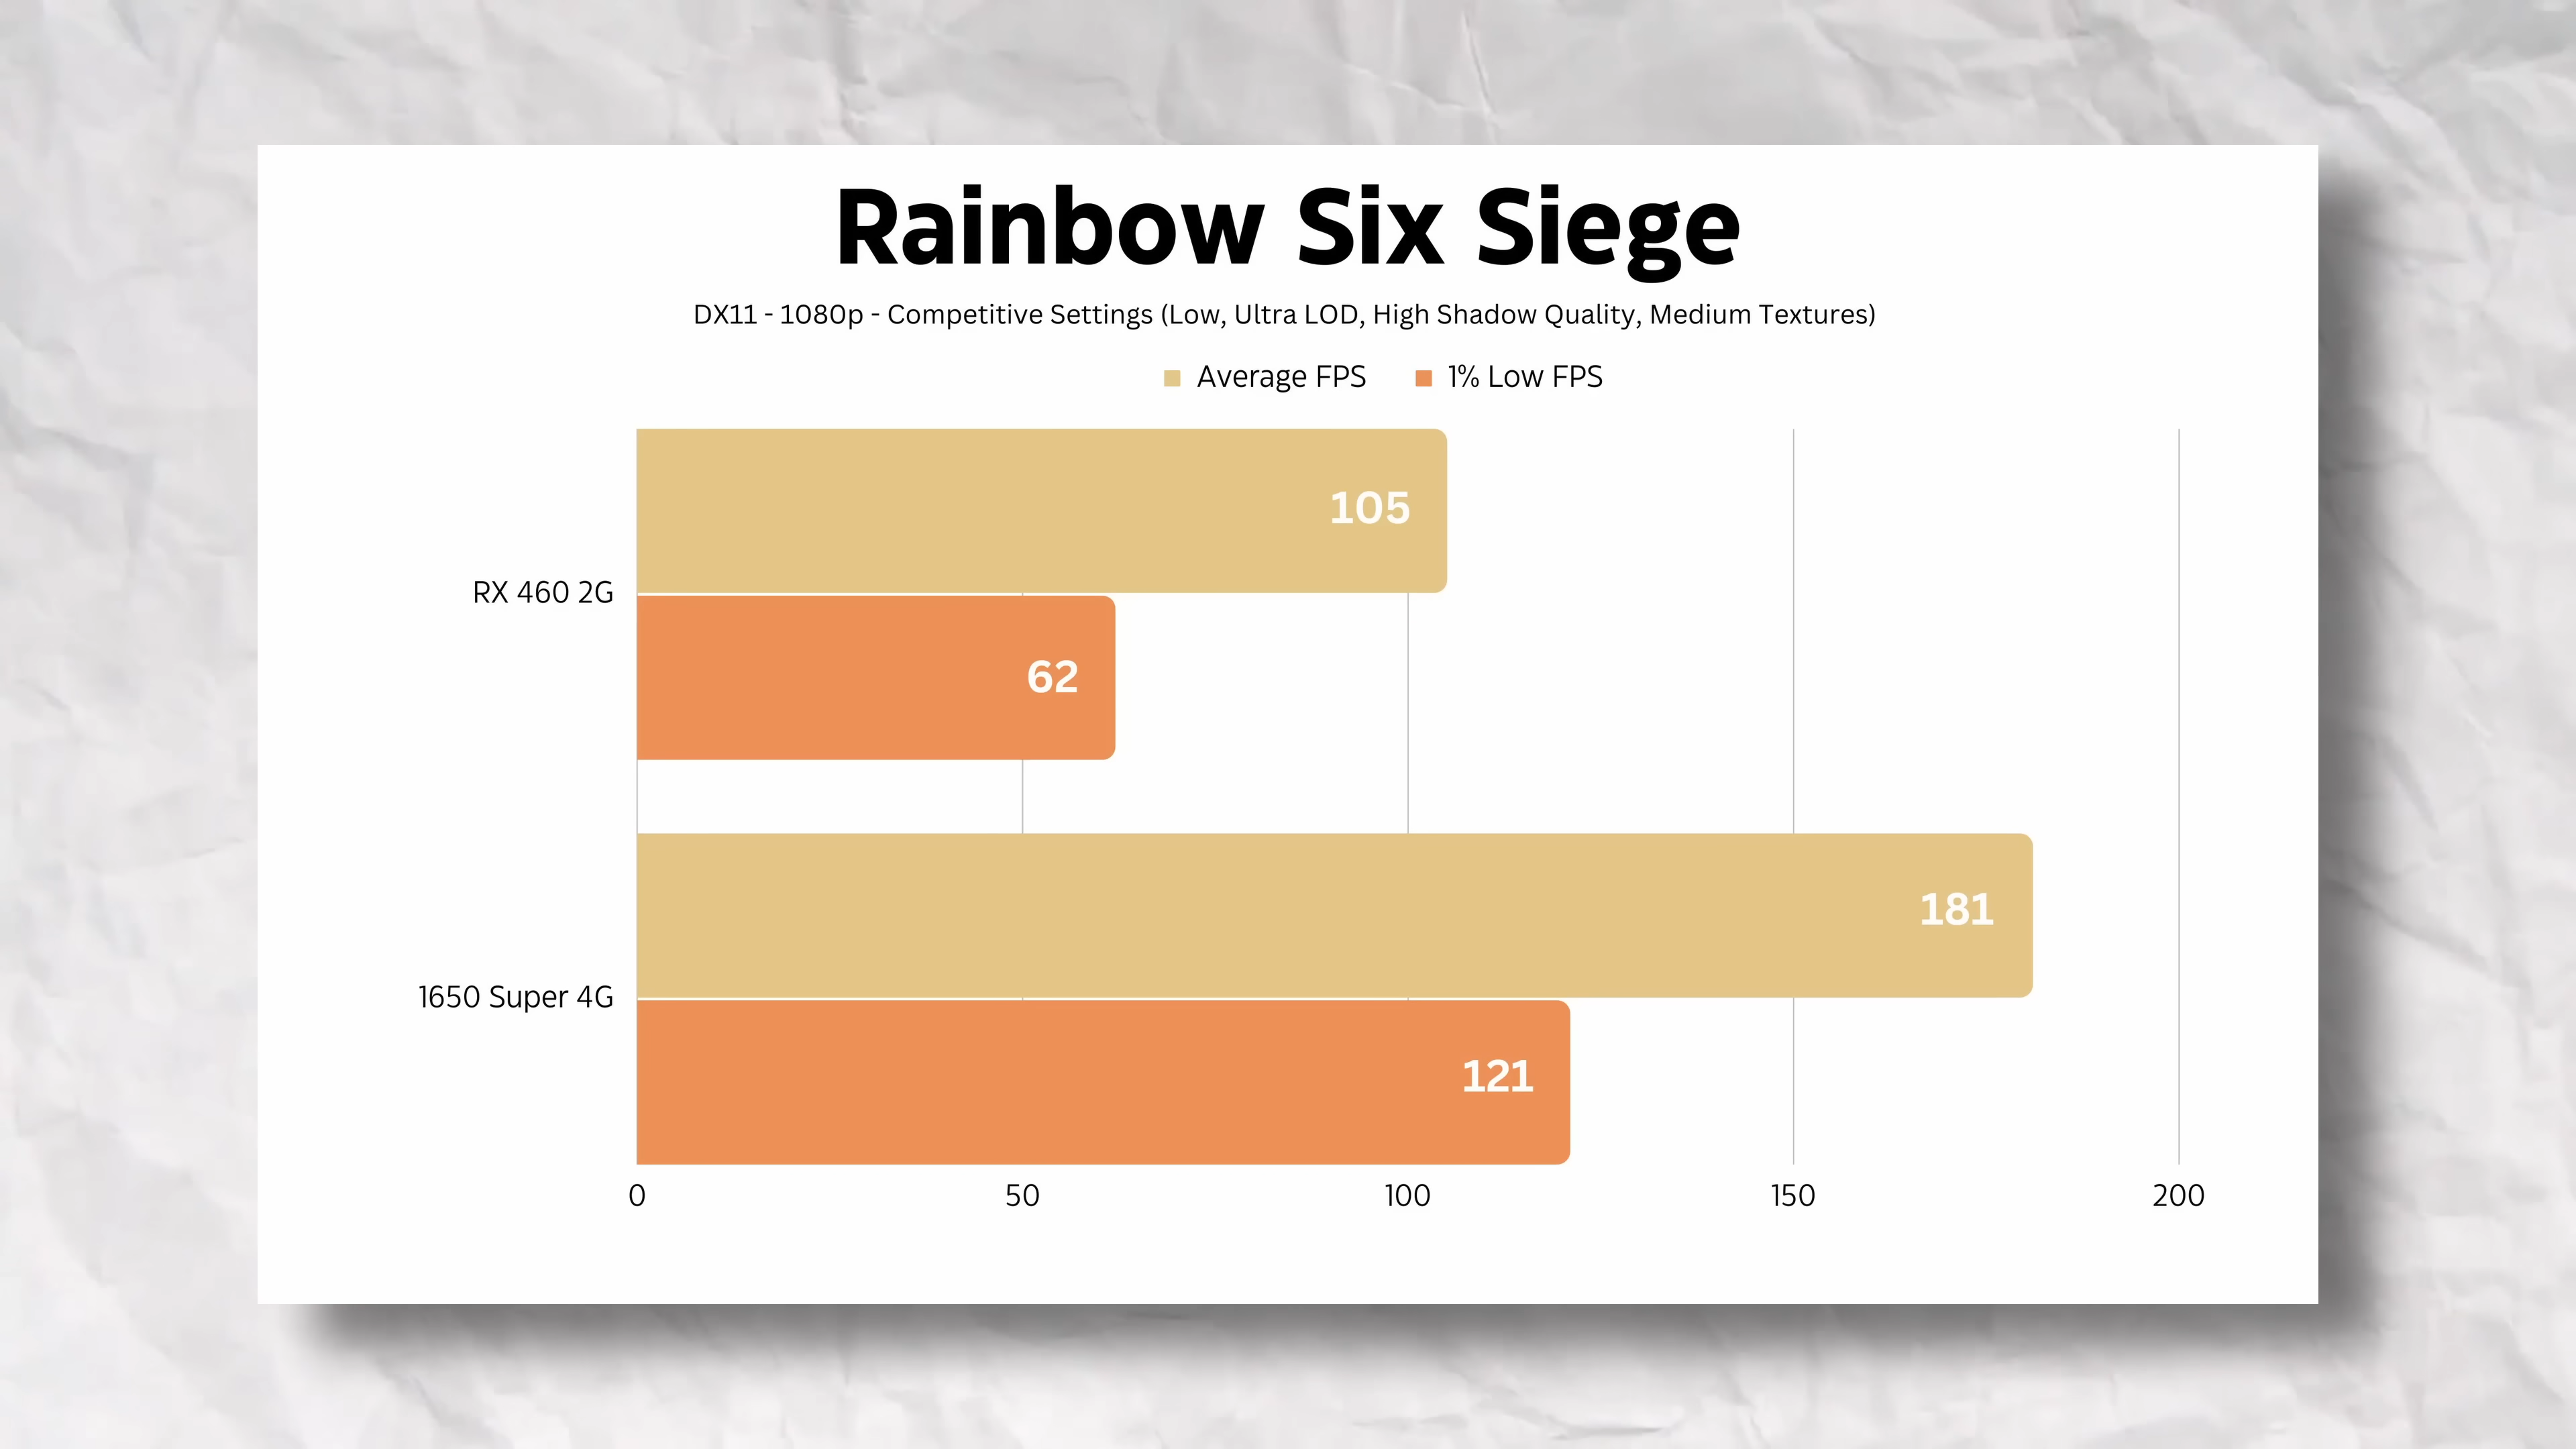 Rainbow Six Siege
DX11 - 1080p - Competitive Settings (Low, Ultra LOD, High Shadow Quality, Medium Textures)
Average FPS 1% Low FPS
105
RX 460 2G
62
181
1650 Super 4G
121
0 50 100 150 200